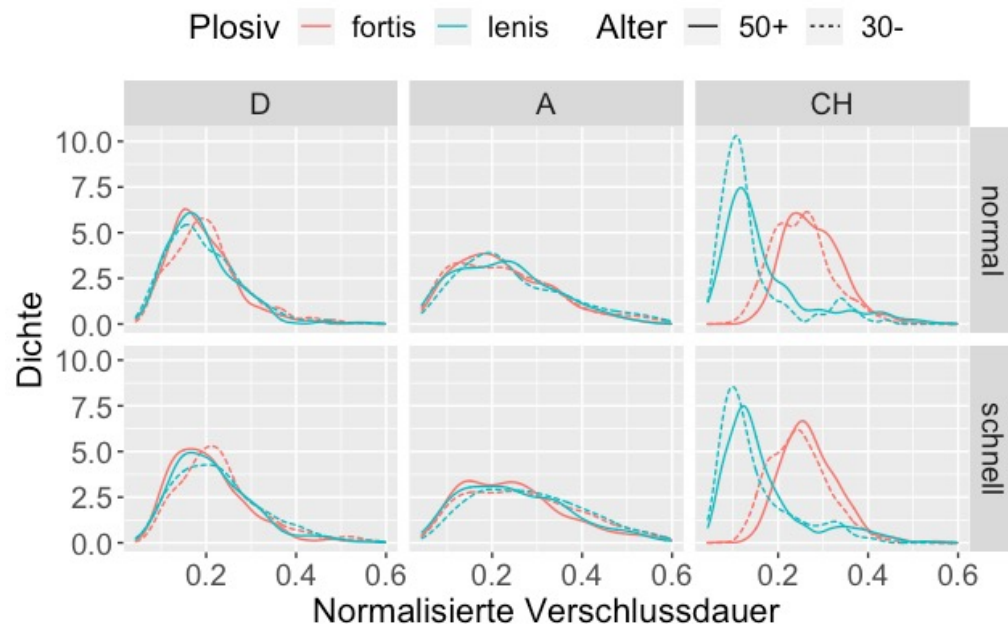 Plosiv fortis lenis Alter 50+ 30-
D A CH
10.0
7.5
5.0
2.5
0.0
normal
10.0
7.5
5.0
2.5
0.0
schnell
Dichte
0.2 0.4 0.6 0.2 0.4 0.6 0.2 0.4 0.6
Normalisierte Verschlussdauer